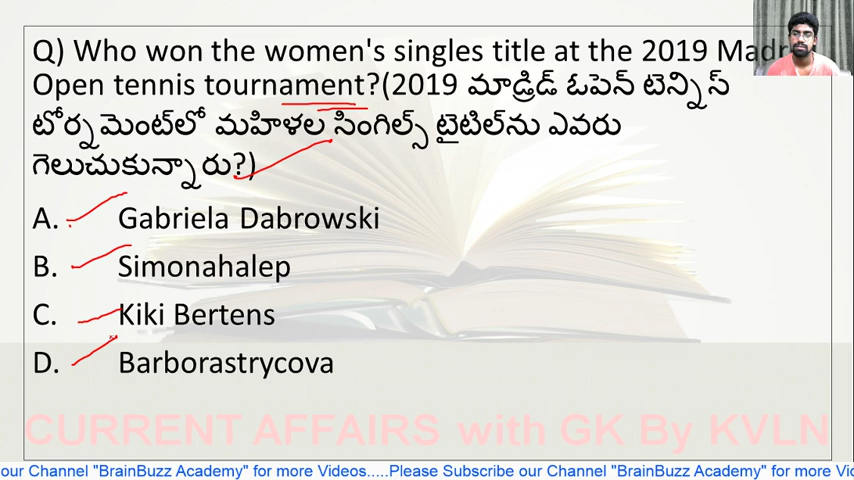 Q) Who won the women's singles title at the 2019 Madr
Open tennis tournament?(2019 మాడ్రిడ్ ఓపెన్ టెన్నిస్
టోర్నమెంట్‌లో మహిళల సింగిల్స్ టైటిల్‌ను ఎవరు
గెలుచుకున్నారు?)
A. Gabriela Dabrowski
B. Simonahalep
C. Kiki Bertens
D. Barborastrycova
CURRENT AFFAIRS with GK By KVLN
our Channel "BrainBuzz Academy" for more Videos.....Please Subscribe our Channel "BrainBuzz Academy" for more Vid